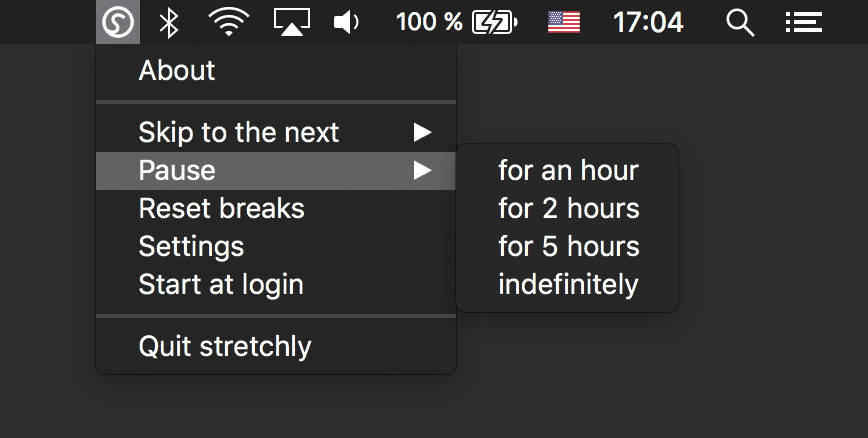 100 %
17:04
About
Skip to the next
Pause
Reset breaks
Settings
Start at login
Quit stretchly
for an hour
for 2 hours
for 5 hours
indefinitely